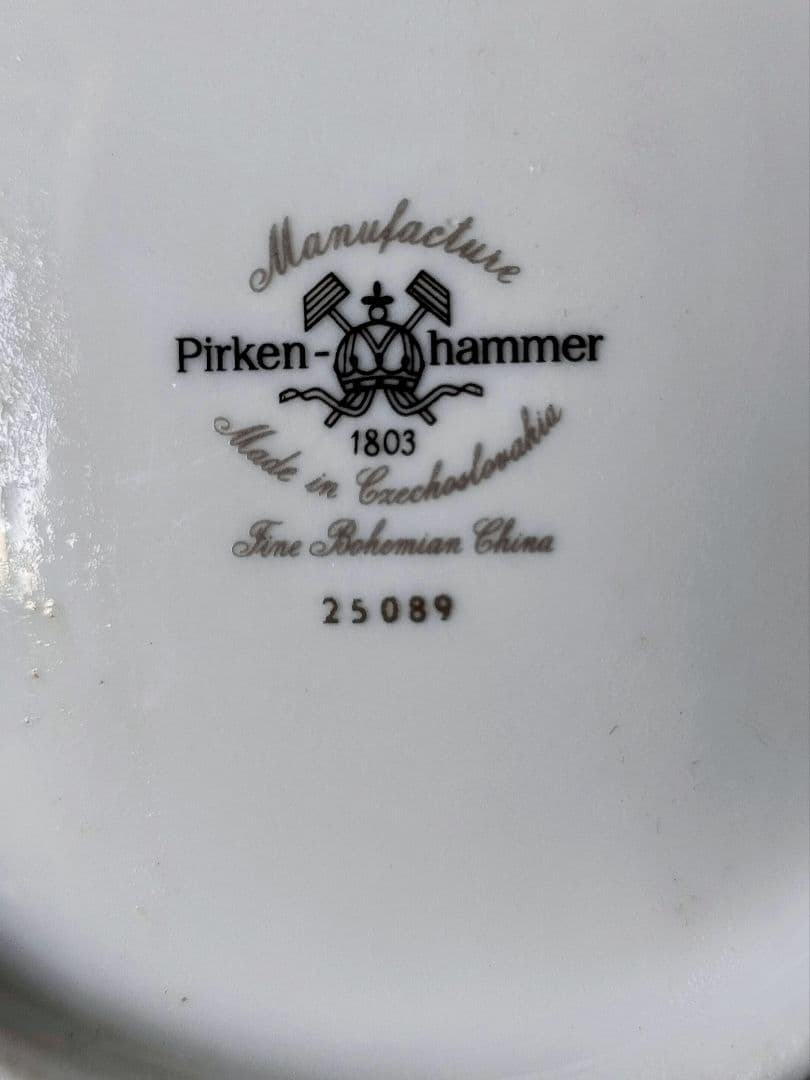 Manufacture
Pirken-hammer
1803
Made in Czechoslovakia
Fine Bohemian China
25089